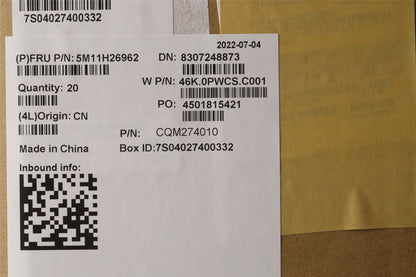 7S04027400332
2022-07-04
(P)FRU P/N: 5M11H26962 DN: 8307248873
W P/N: 46K.0PWCS.C001
Quantity: 20
PO: 4501815421
(4L)Origin: CN
P/N: CQM274010
Made in China Box ID:7S04027400332
Inbound info: